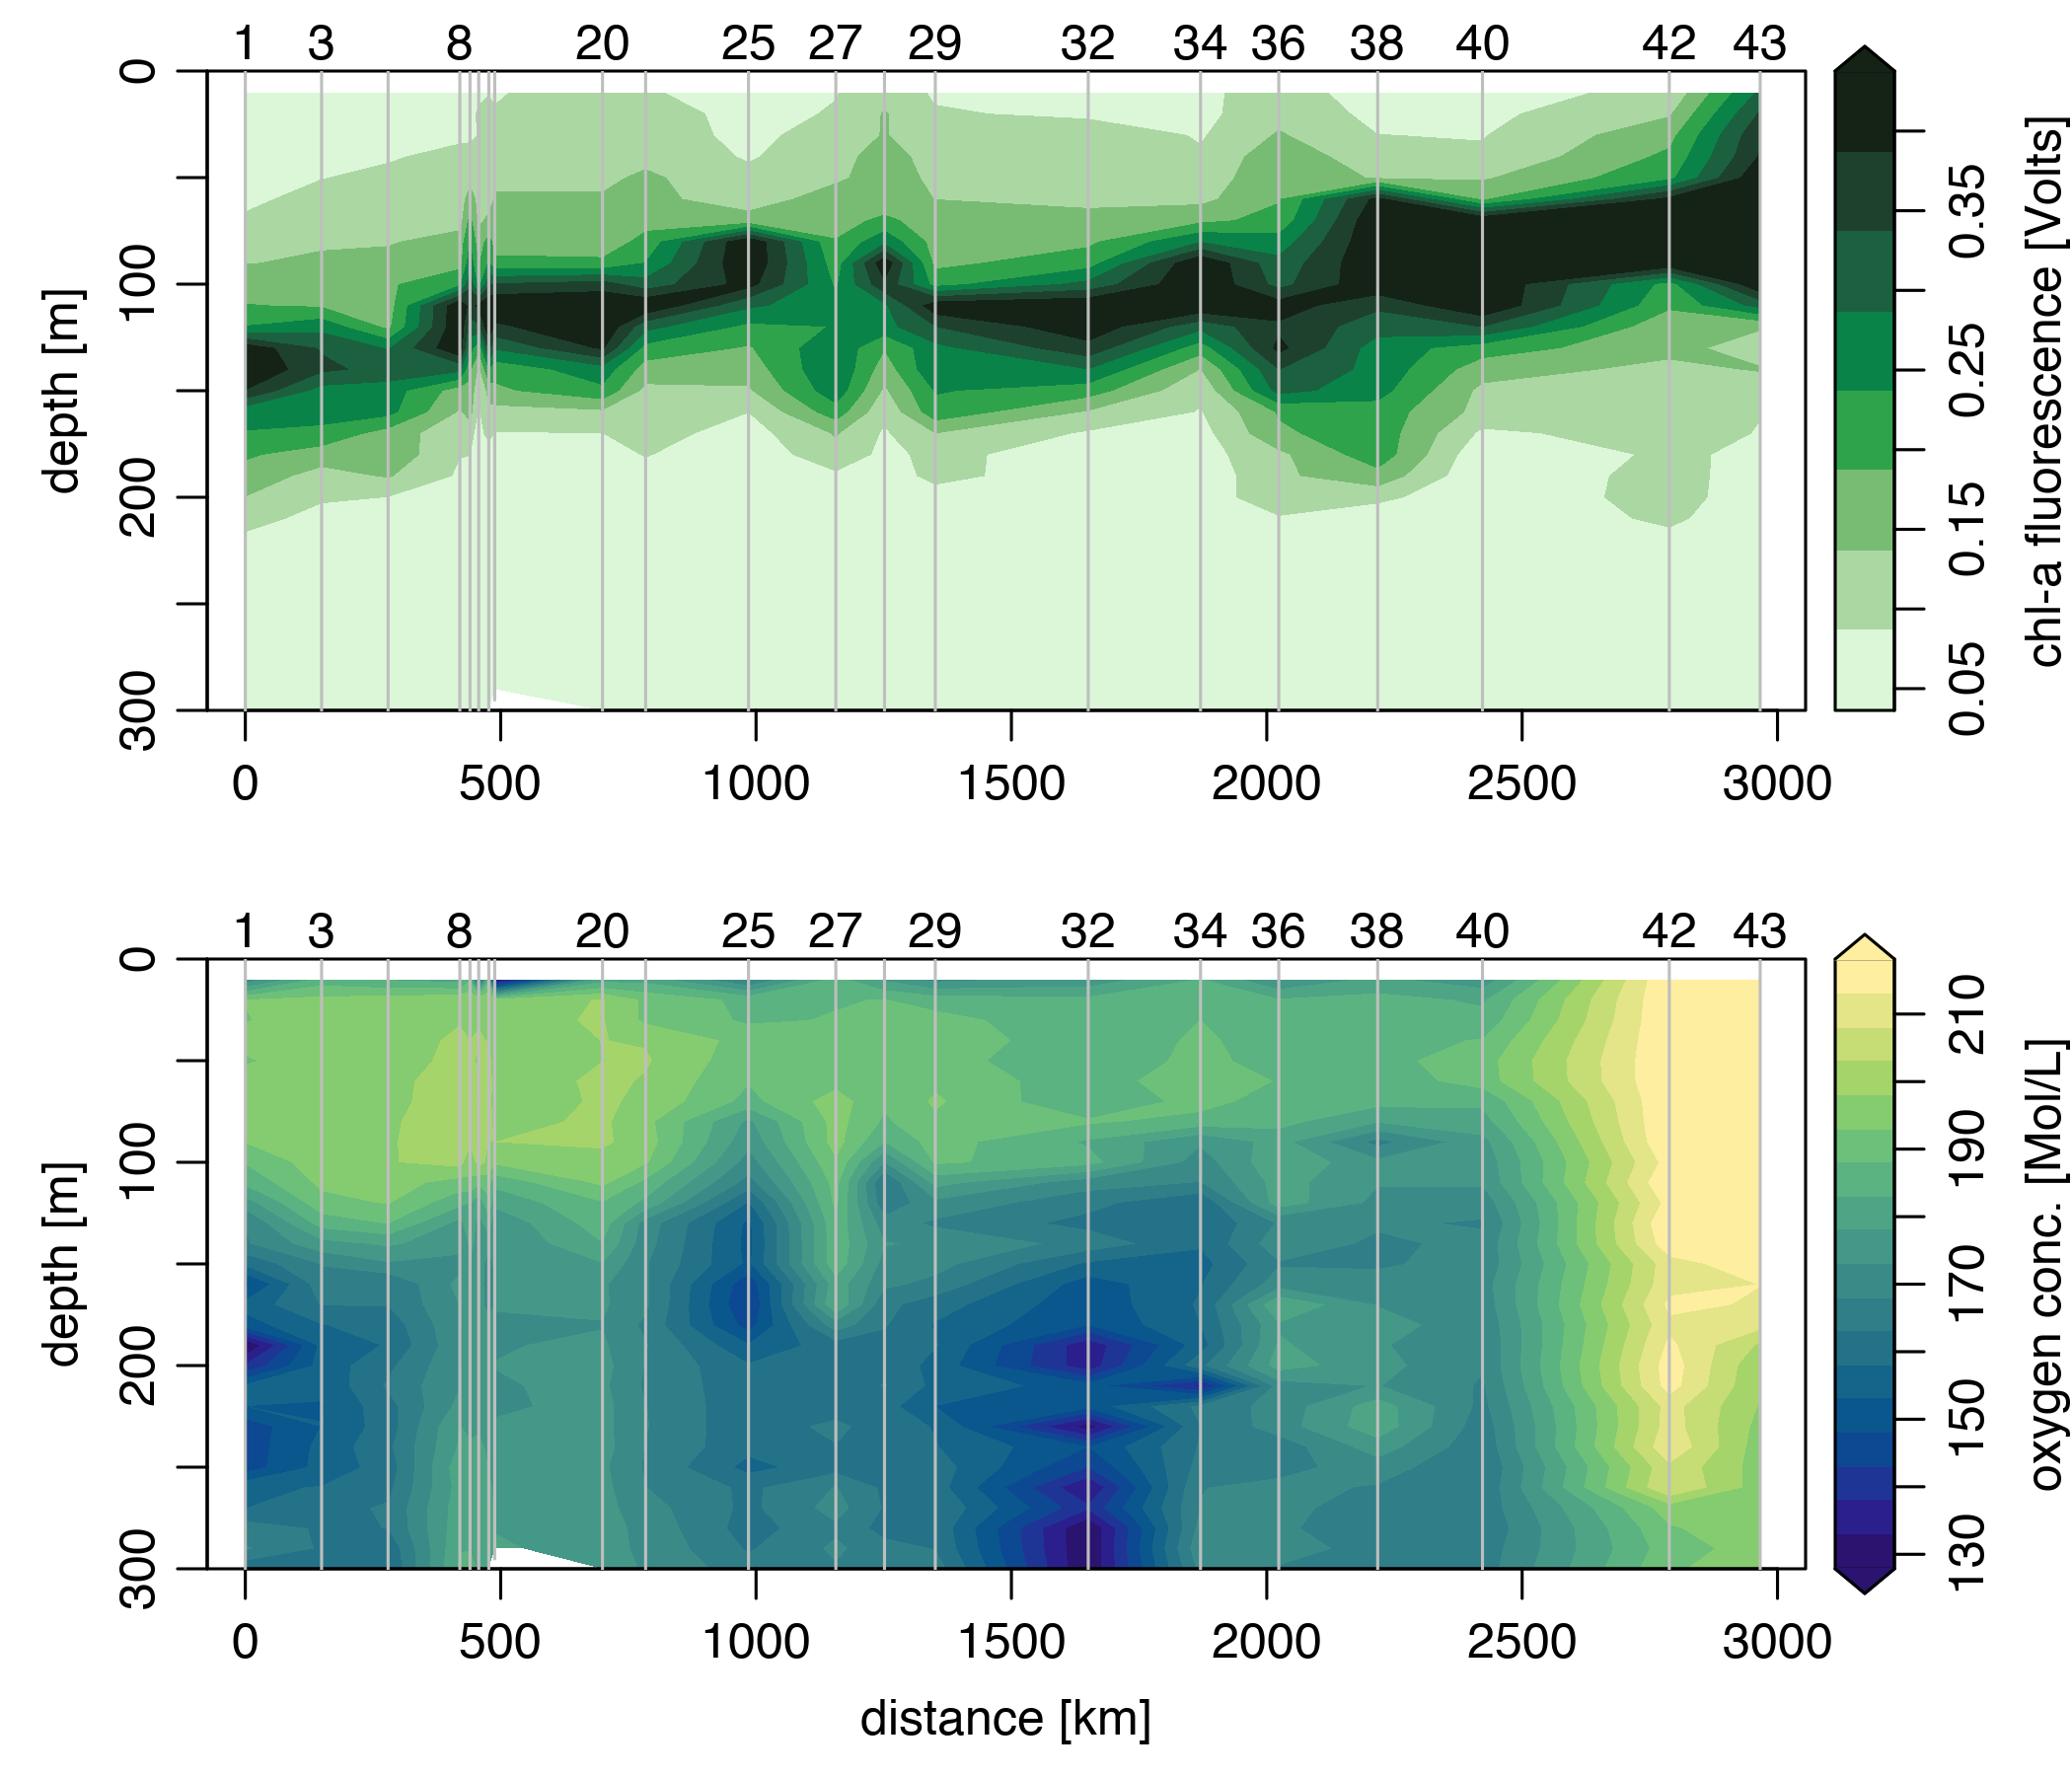 1 3 8 20 25 27 29 32 34 36 38 40 42 43
0
100
200
300
depth [m]
0 500 1000 1500 2000 2500 3000
0.05 0.15 0.25 0.35
chl-a fluorescence [Volts]
1 3 8 20 25 27 29 32 34 36 38 40 42 43
0
100
200
300
depth [m]
0 500 1000 1500 2000 2500 3000
distance [km]
130 150 170 190 210
oxygen conc. [Mol/L]